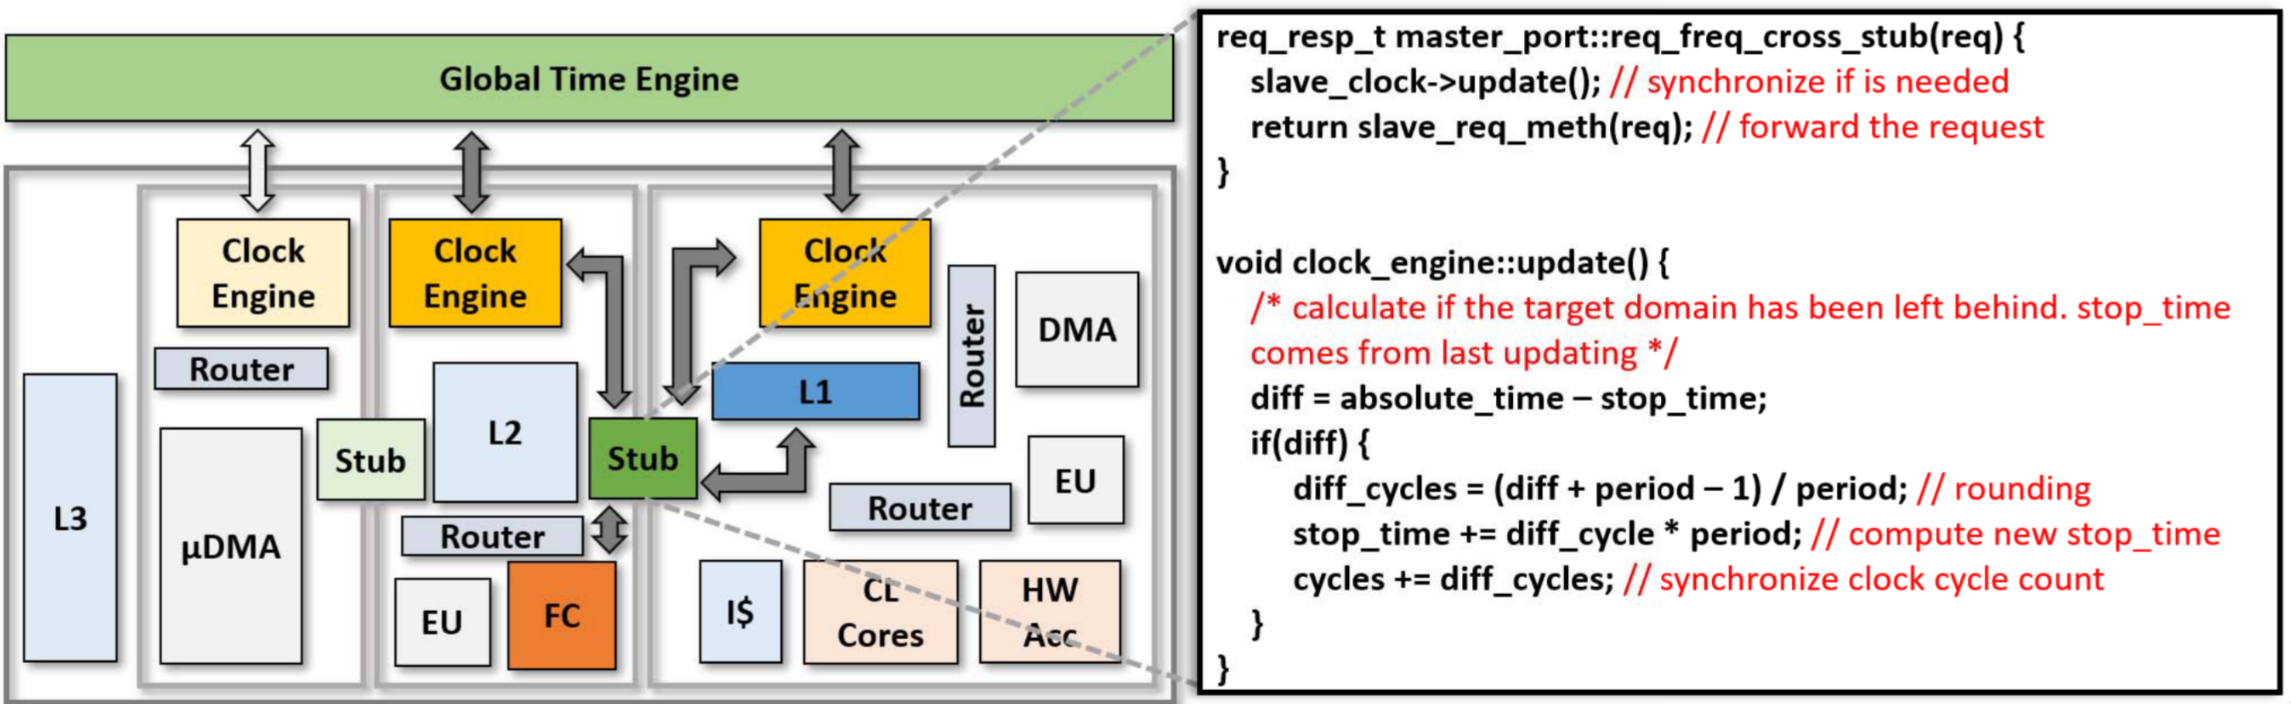 Global Time Engine
Clock
Engine
Router
L3
µDMA
Stub
Clock
Engine
L2
Router
EU
FC
Stub
Clock
Engine
L1
Router
DMA
EU
Router
I$
CL
Cores
HW
Acc
req_resp_t master_port::req_freq_cross_stub(req) {
slave_clock->update(); // synchronize if is needed
return slave_req_meth(req); // forward the request
}
void clock_engine::update() {
/* calculate if the target domain has been left behind. stop_time
comes from last updating */
diff = absolute_time – stop_time;
if(diff) {
diff_cycles = (diff + period – 1) / period; // rounding
stop_time += diff_cycle * period; // compute new stop_time
cycles += diff_cycles; // synchronize clock cycle count
}
}